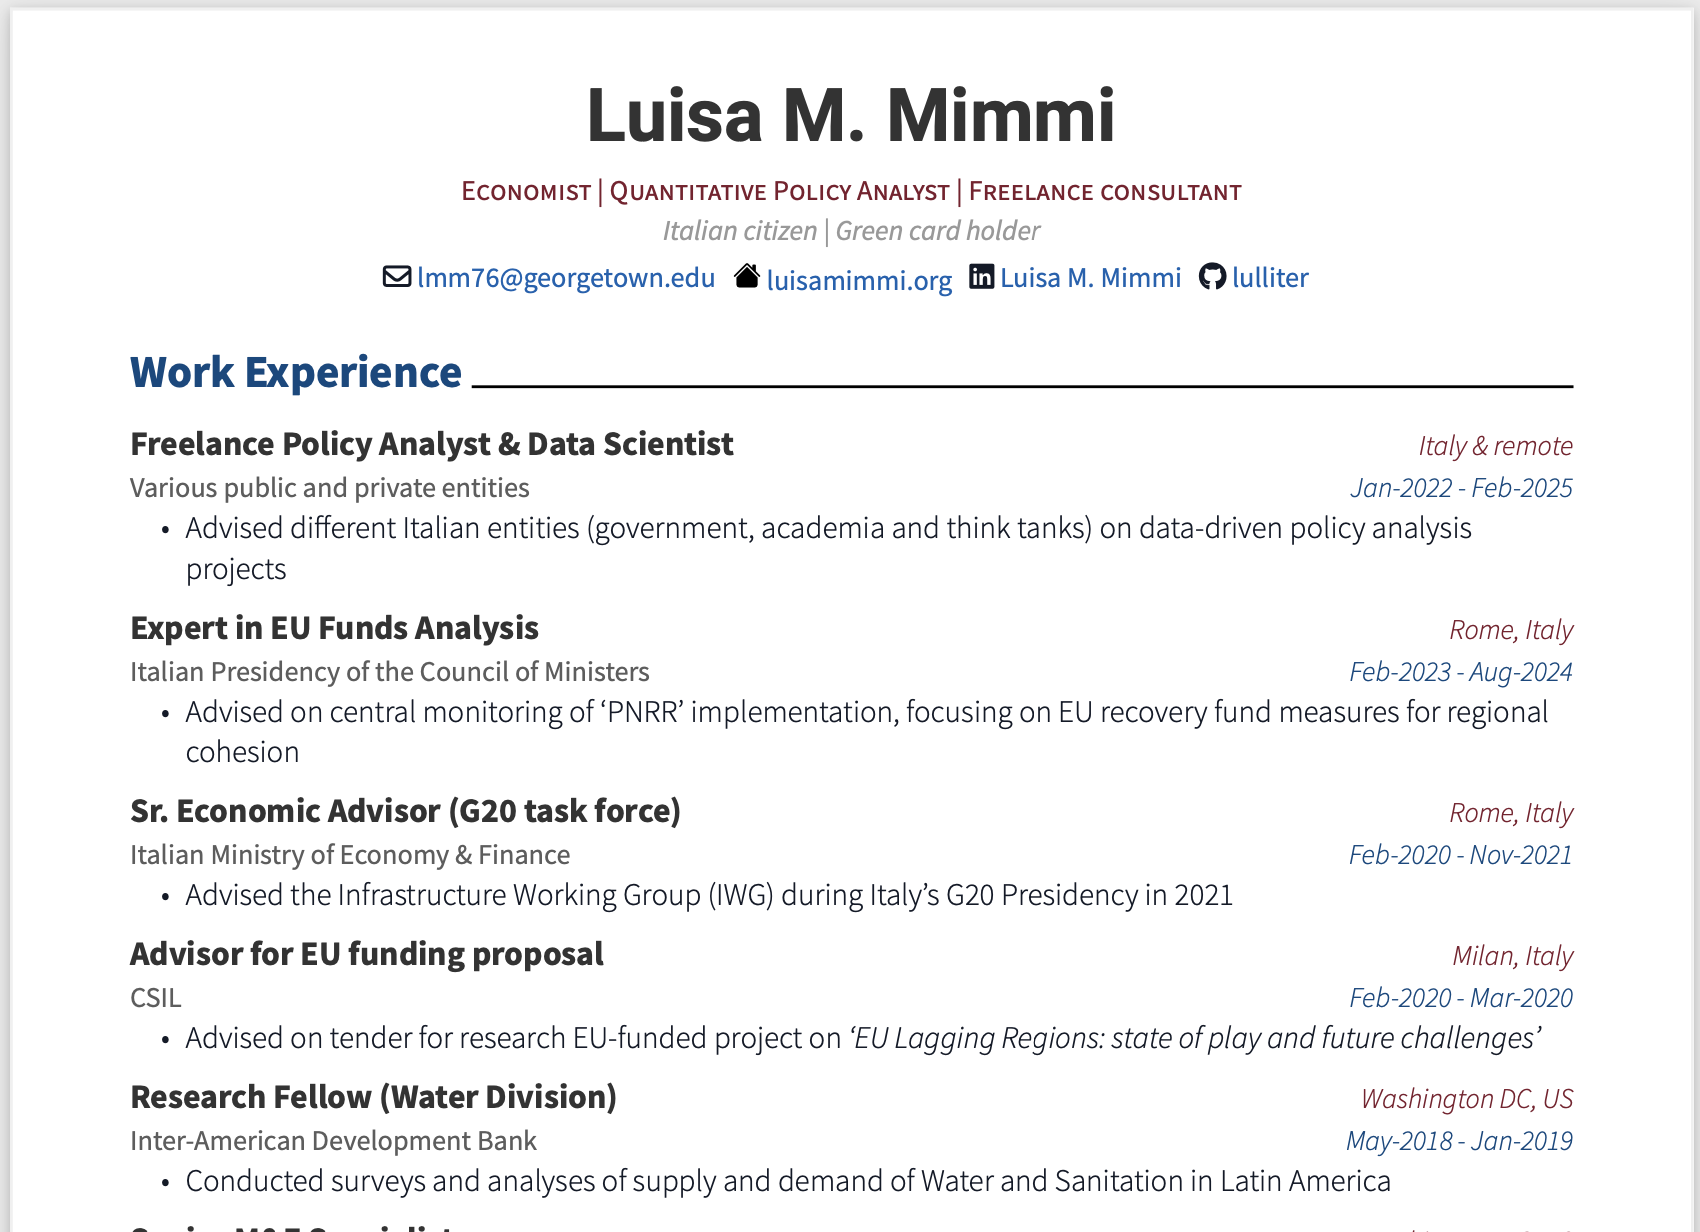 Luisa M. Mimmi
Economist | Quantitative Policy Analyst | Freelance consultant
Italian citizen | Green card holder
lmm76@georgetown.edu luisamimmi.org Luisa M. Mimmi lulliter
Work Experience
Freelance Policy Analyst & Data Scientist Italy & remote
Various public and private entities Jan-2022 - Feb-2025
• Advised different Italian entities (government, academia and think tanks) on data-driven policy analysis
projects
Expert in EU Funds Analysis Rome, Italy
Italian Presidency of the Council of Ministers Feb-2023 - Aug-2024
• Advised on central monitoring of ‘PNRR’ implementation, focusing on EU recovery fund measures for regional
cohesion
Sr. Economic Advisor (G20 task force) Rome, Italy
Italian Ministry of Economy & Finance Feb-2020 - Nov-2021
• Advised the Infrastructure Working Group (IWG) during Italy’s G20 Presidency in 2021
Advisor for EU funding proposal Milan, Italy
CSIL Feb-2020 - Mar-2020
• Advised on tender for research EU-funded project on ‘EU Lagging Regions: state of play and future challenges’
Research Fellow (Water Division) Washington DC, US
Inter-American Development Bank May-2018 - Jan-2019
• Conducted surveys and analyses of supply and demand of Water and Sanitation in Latin America